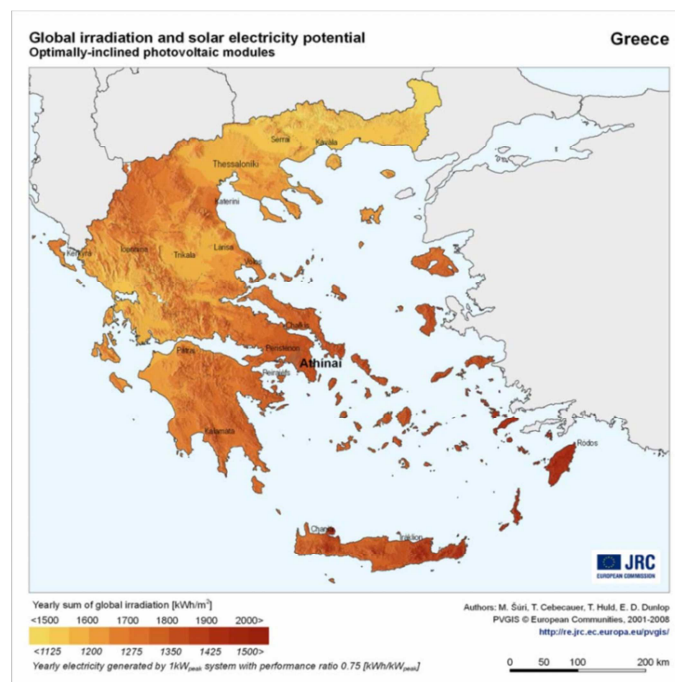 Global irradiation and solar electricity potential
Optimally-inclined photovoltaic modules
Greece
Serrai
Kavala
Thessaloniki
Katerini
Kerkyra
Ioannina
Larisa
Trikala
Volos
Chalkis
Patras
Peristerion
Athinai
Peiraiefs
Kalamata
Rodos
Chania
Iraklion
JRC
EUROPEAN COMMISSION
Yearly sum of global irradiation [kWh/m²]
<1500 1600 1700 1800 1900 2000>
<1125 1200 1275 1350 1425 1500>
Yearly electricity generated by 1kWpeak system with performance ratio 0.75 [kWh/kWpeak]
Authors: M. Šúri, T. Cebecauer, T. Huld, E. D. Dunlop
PVGIS © European Communities, 2001-2008
http://re.jrc.ec.europa.eu/pvgis/
0 100 200 km